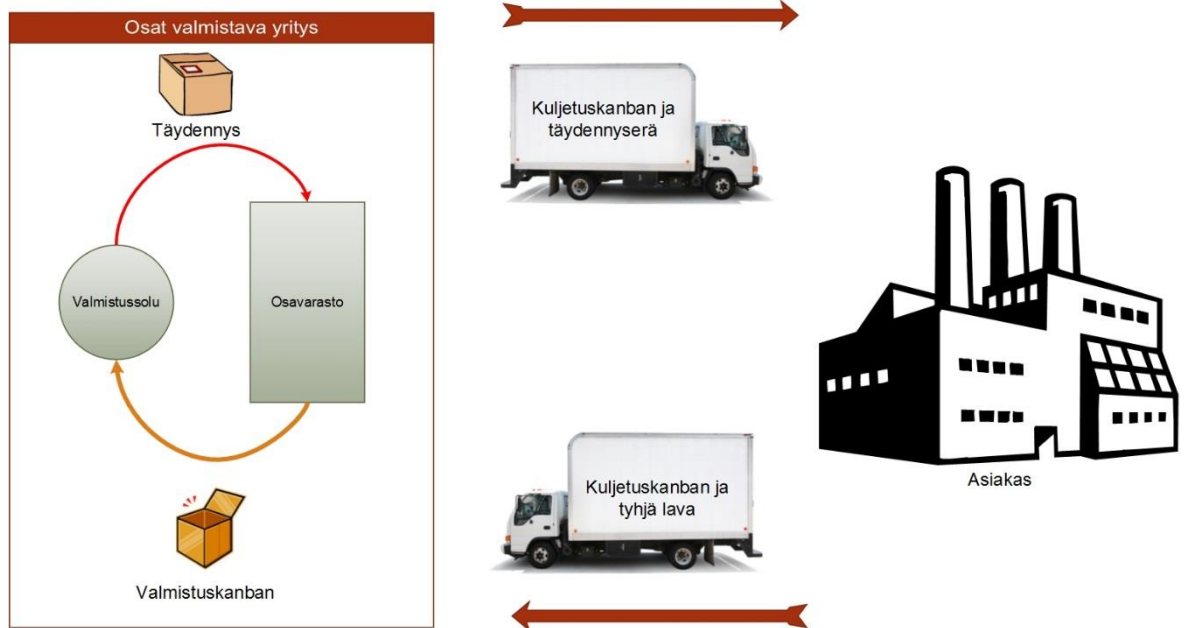 Osat valmistava yritys
Täydennys
Valmistussolu
Osavarasto
Valmistuskanban
Kuljetuskanban ja
täydennyserä
Kuljetuskanban ja
tyhjä lava
Asiakas